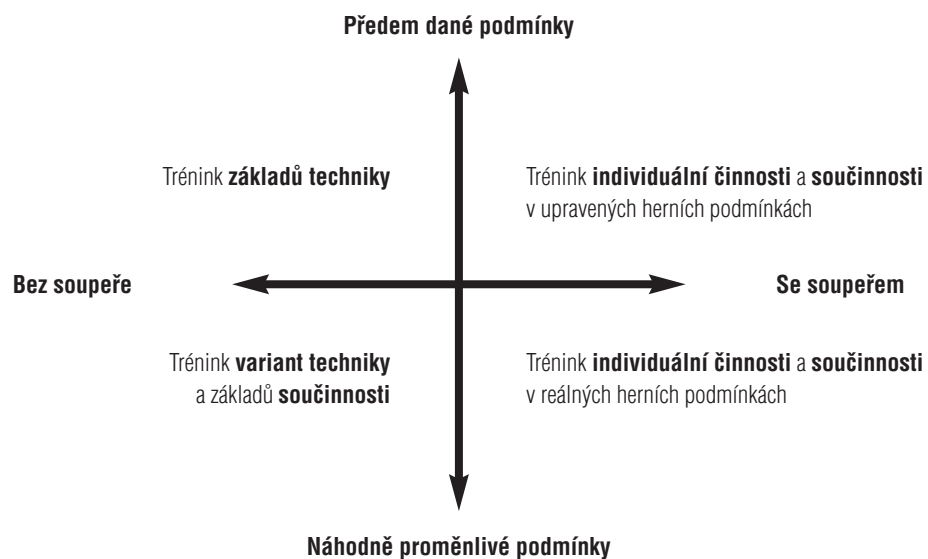 Předem dané podmínky
Trénink základů techniky
Trénink individuální činnosti a součinnosti
v upravených herních podmínkách
Bez soupeře
Se soupeřem
Trénink variant techniky
a základů součinnosti
Trénink individuální činnosti a součinnosti
v reálných herních podmínkách
Náhodně proměnlivé podmínky